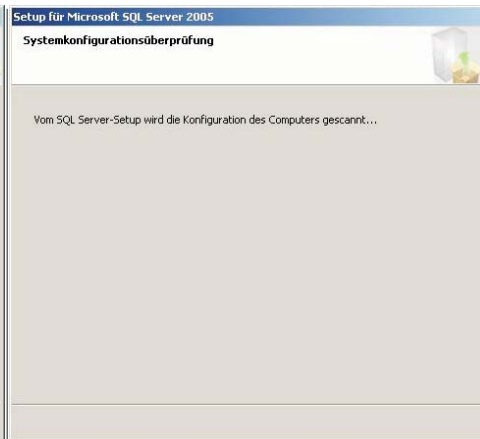 Setup für Microsoft SQL Server 2005
Systemkonfigurationsüberprüfung
Vom SQL Server-Setup wird die Konfiguration des Computers gescannt...